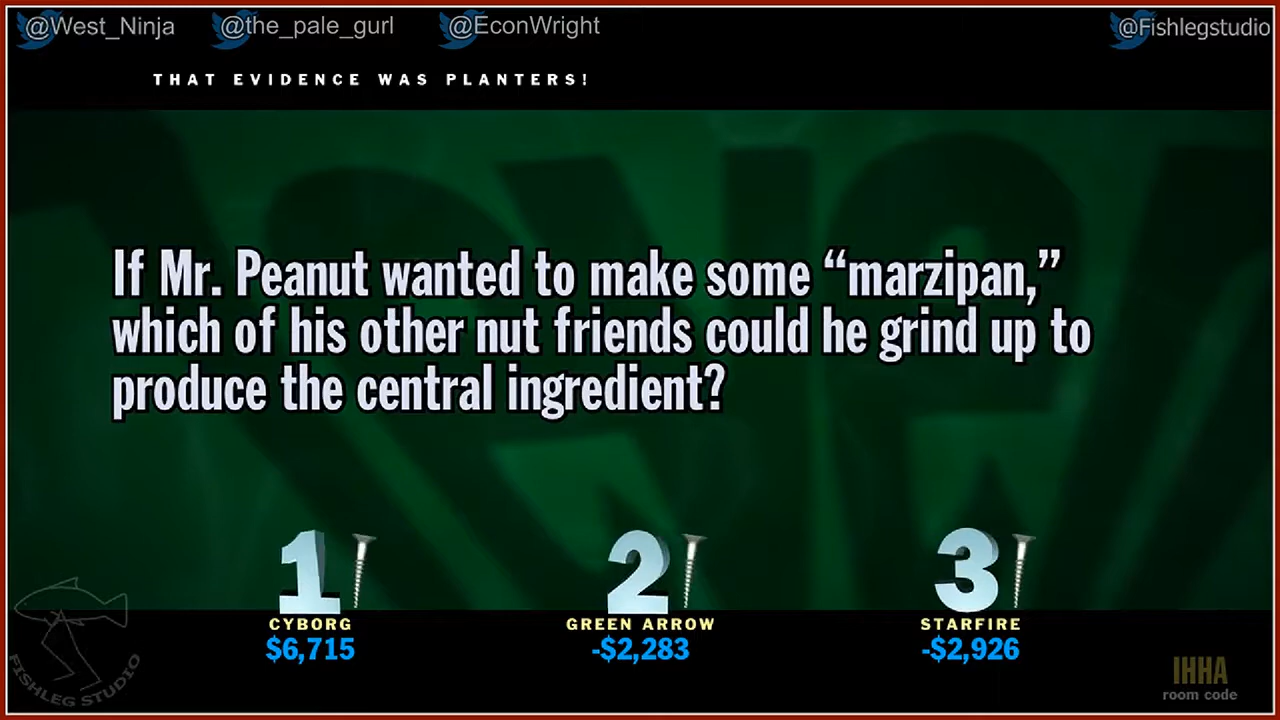 @West_Ninja @the_pale_gurl @EconWright @Fishlegstudio
THAT EVIDENCE WAS PLANTERS!
If Mr. Peanut wanted to make some “marzipan,”
which of his other nut friends could he grind up to
produce the central ingredient?
1 2 3
CYBORG GREEN ARROW STARFIRE
$6,715 -$2,283 -$2,926
FISHLEG STUDIO
IHHA
room code